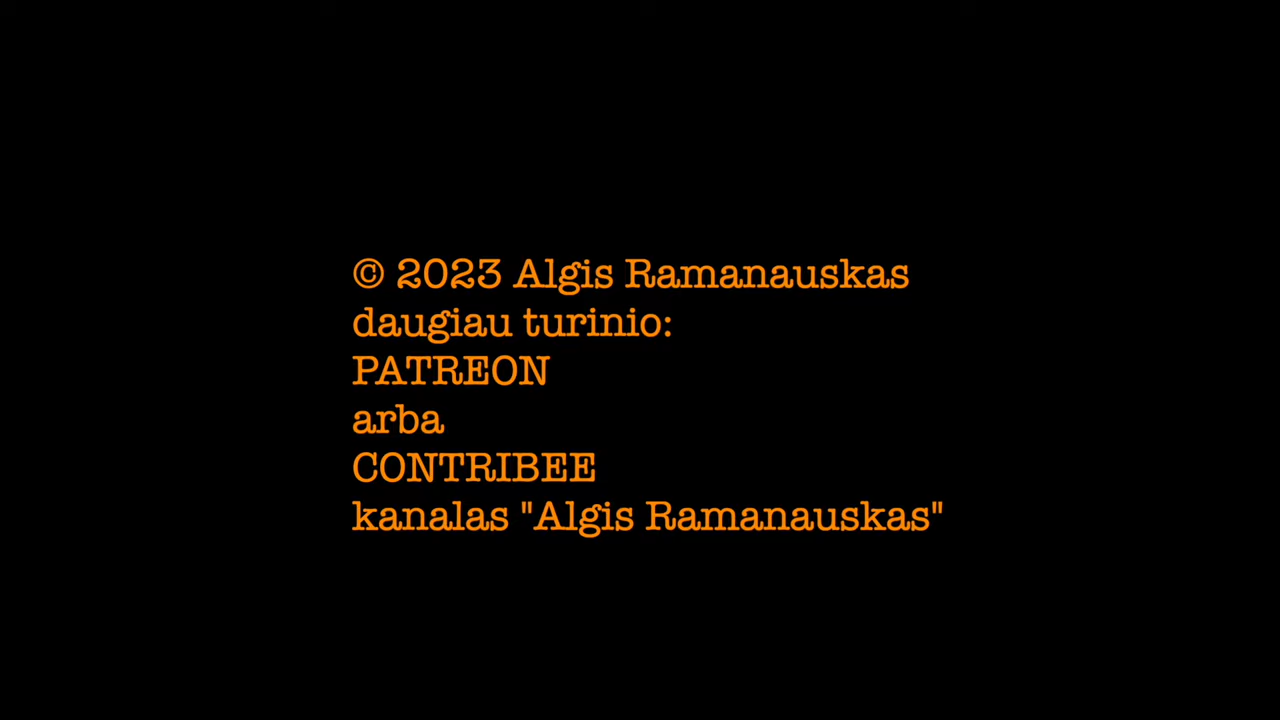 © 2023 Algis Ramanauskas
daugiau turinio:
PATREON
arba
CONTRIBEE
kanalas "Algis Ramanauskas"